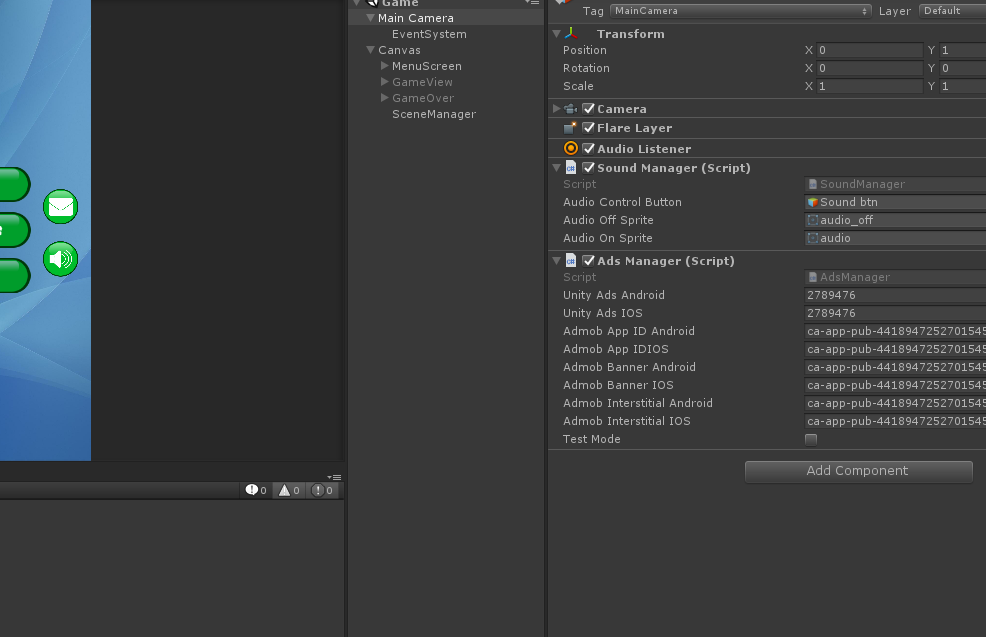 Game
Main Camera
EventSystem
Canvas
MenuScreen
GameView
GameOver
SceneManager
0 0 0
Tag MainCamera Layer Default
Transform
Position X 0 Y 1
Rotation X 0 Y 0
Scale X 1 Y 1
Camera
Flare Layer
Audio Listener
Sound Manager (Script)
Script SoundManager
Audio Control Button Sound btn
Audio Off Sprite audio_off
Audio On Sprite audio
Ads Manager (Script)
Script AdsManager
Unity Ads Android 2789476
Unity Ads IOS 2789476
Admob App ID Android ca-app-pub-4418947252701545
Admob App IDIOS ca-app-pub-4418947252701545
Admob Banner Android ca-app-pub-4418947252701545
Admob Banner IOS ca-app-pub-4418947252701545
Admob Interstitial Android ca-app-pub-4418947252701545
Admob Interstitial IOS ca-app-pub-4418947252701545
Test Mode
Add Component